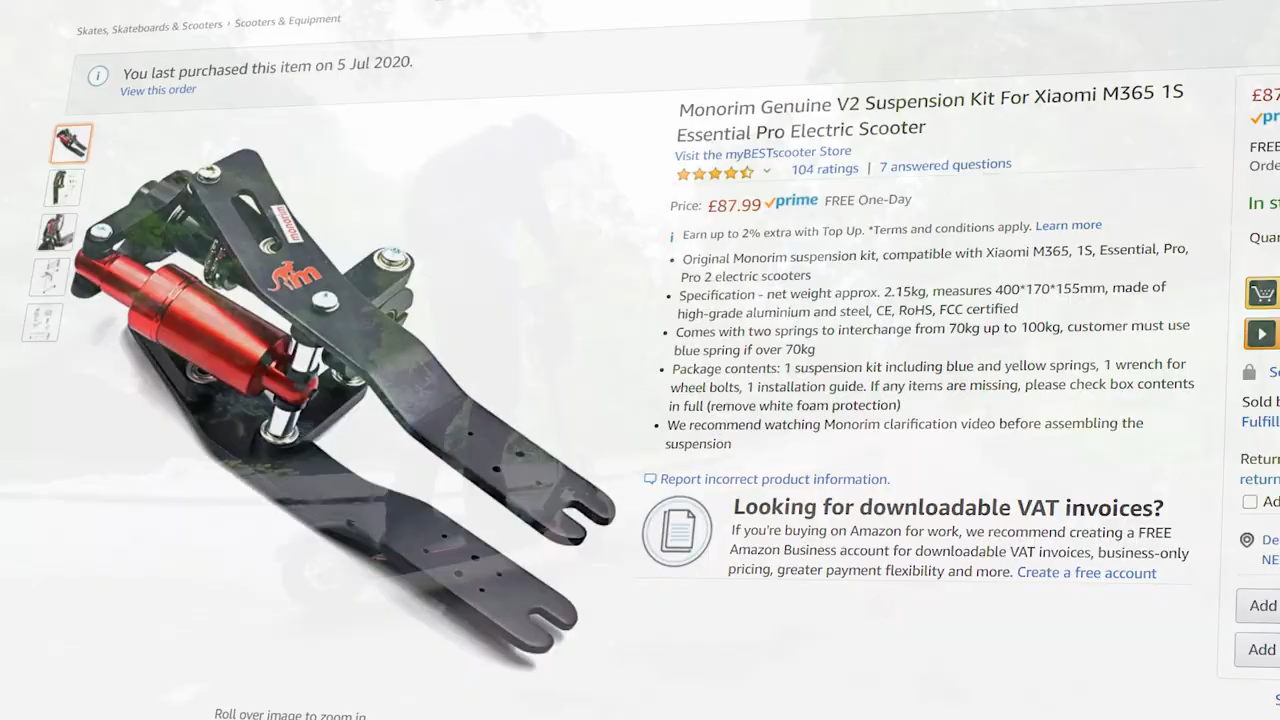 Skates, Skateboards & Scooters › Scooters & Equipment
You last purchased this item on 5 Jul 2020.
View this order
monorim
m
Roll over image to zoom in
Monorim Genuine V2 Suspension Kit For Xiaomi M365 1S
Essential Pro Electric Scooter
Visit the myBESTscooter Store
104 ratings | 7 answered questions
Price: £87.99 prime FREE One-Day
Earn up to 2% extra with Top Up. *Terms and conditions apply. Learn more
• Original Monorim suspension kit, compatible with Xiaomi M365, 1S, Essential, Pro,
Pro 2 electric scooters
• Specification - net weight approx. 2.15kg, measures 400*170*155mm, made of
high-grade aluminium and steel, CE, RoHS, FCC certified
• Comes with two springs to interchange from 70kg up to 100kg, customer must use
blue spring if over 70kg
• Package contents: 1 suspension kit including blue and yellow springs, 1 wrench for
wheel bolts, 1 installation guide. If any items are missing, please check box contents
in full (remove white foam protection)
• We recommend watching Monorim clarification video before assembling the
suspension
Report incorrect product information.
Looking for downloadable VAT invoices?
If you're buying on Amazon for work, we recommend creating a FREE
Amazon Business account for downloadable VAT invoices, business-only
pricing, greater payment flexibility and more. Create a free account
£87
pr
FREE
Orde
In st
Quan
Se
Sold b
Fulfill
Return
return
Ad
De
NE
Add
Add